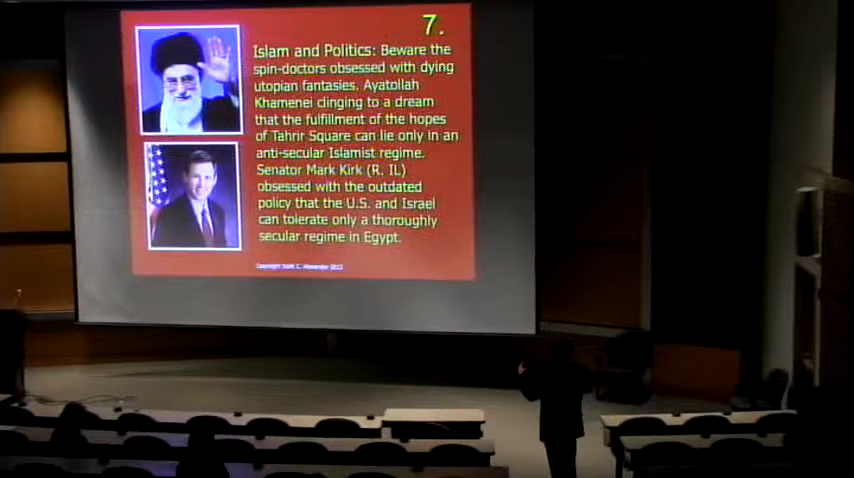 7.
Islam and Politics: Beware the
spin-doctors obsessed with dying
utopian fantasies. Ayatollah
Khamenei clinging to a dream
that the fulfillment of the hopes
of Tahrir Square can lie only in an
anti-secular Islamist regime.
Senator Mark Kirk (R. IL)
obsessed with the outdated
policy that the U.S. and Israel
can tolerate only a thoroughly
secular regime in Egypt.
Copyright C. Alexander 2012